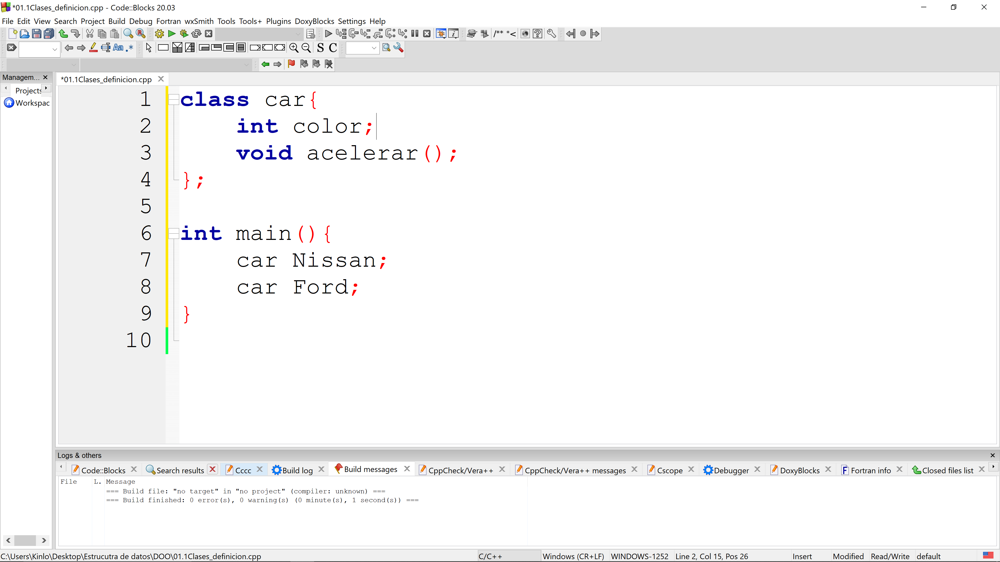 *01.1Clases_definicion.cpp - Code::Blocks 20.03
File Edit View Search Project Build Debug Fortran wxSmith Tools Tools+ Plugins DoxyBlocks Settings Help
/** *<
Aa .* S C
Managem...
*01.1Clases_definicion.cpp
Projects
Workspac
1 class car{
2 int color;
3 void acelerar();
4 };
5
6 int main(){
7 car Nissan;
8 car Ford;
9 }
10
Logs & others
Code::Blocks Search results Cccc Build log Build messages CppCheck/Vera++ CppCheck/Vera++ messages Cscope Debugger DoxyBlocks Fortran info Closed files list
File L. Message
=== Build file: "no target" in "no project" (compiler: unknown) ===
=== Build finished: 0 error(s), 0 warning(s) (0 minute(s), 1 second(s)) ===
C:\Users\Kinlo\Desktop\Estrucutra de datos\DOO\01.1Clases_definicion.cpp C/C++ Windows (CR+LF) WINDOWS-1252 Line 2, Col 15, Pos 26 Insert Modified Read/Write default